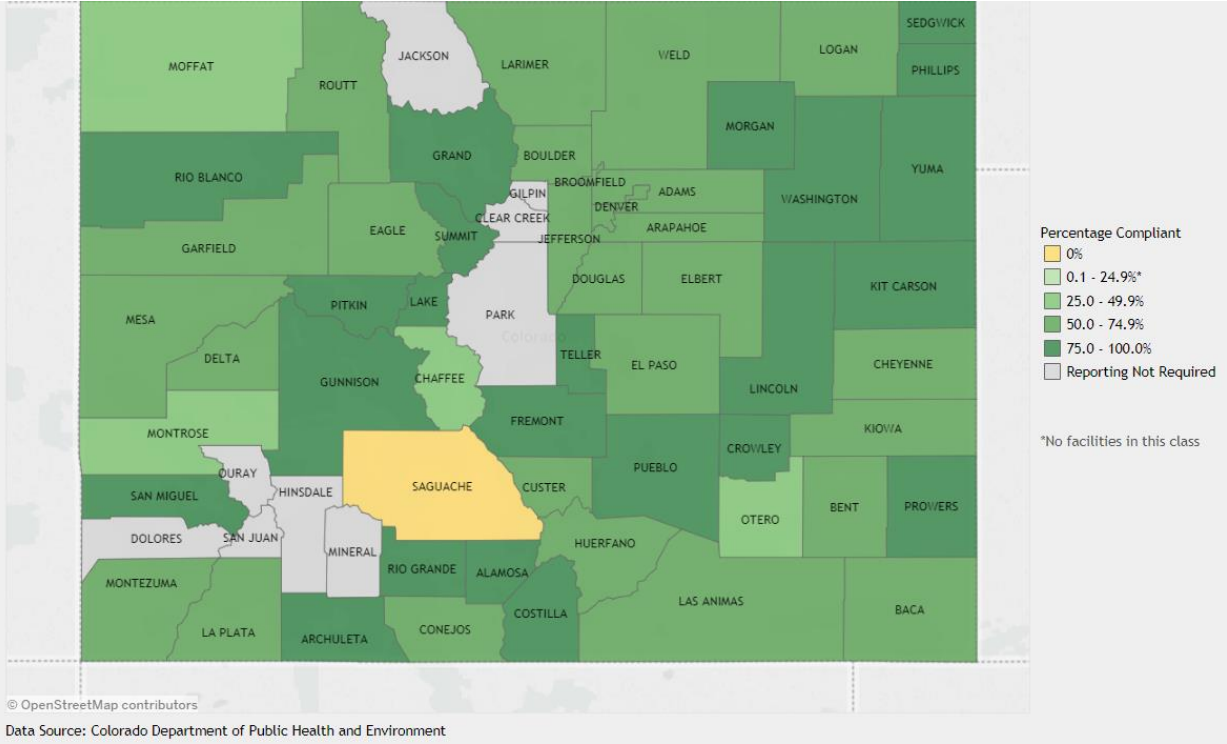 SEDGWICK
JACKSON
LOGAN
WELD
LARIMER
MOFFAT
PHILLIPS
ROUTT
MORGAN
GRAND
BOULDER
YUMA
RIO BLANCO
BROOMFIELD
GILPIN
ADAMS
WASHINGTON
DENVER
CLEAR CREEK
ARAPAHOE
EAGLE
SUMMIT
JEFFERSON
GARFIELD
DOUGLAS
ELBERT
KIT CARSON
LAKE
PITKIN
PARK
MESA
Colorado
TELLER
DELTA
EL PASO
CHEYENNE
CHAFFEE
GUNNISON
LINCOLN
FREMONT
KIOWA
MONTROSE
CROWLEY
PUEBLO
OURAY
SAGUACHE
CUSTER
HINSDALE
SAN MIGUEL
BENT
PROWERS
OTERO
DOLORES
SAN JUAN
HUERFANO
MINERAL
RIO GRANDE
ALAMOSA
MONTEZUMA
LAS ANIMAS
BACA
COSTILLA
LA PLATA
CONEJOS
ARCHULETA
Percentage Compliant
0%
0.1 - 24.9%*
25.0 - 49.9%
50.0 - 74.9%
75.0 - 100.0%
Reporting Not Required
*No facilities in this class
© OpenStreetMap contributors
Data Source: Colorado Department of Public Health and Environment